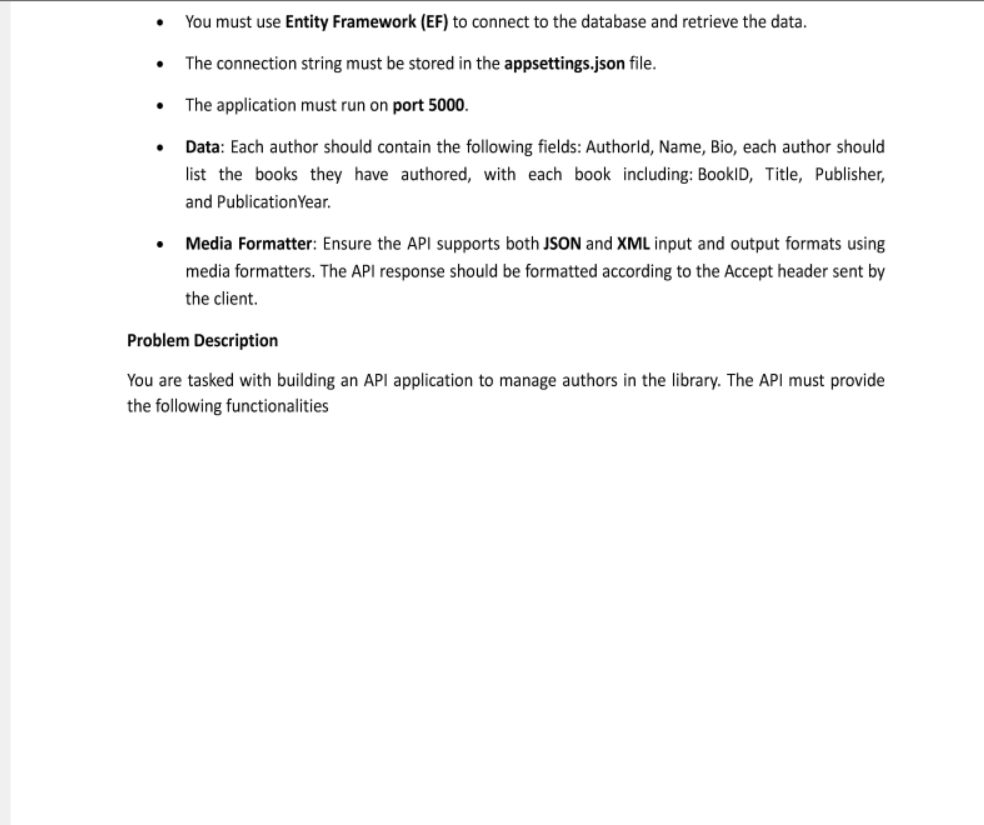 • You must use Entity Framework (EF) to connect to the database and retrieve the data.
• The connection string must be stored in the appsettings.json file.
• The application must run on port 5000.
• Data: Each author should contain the following fields: AuthorId, Name, Bio, each author should
list the books they have authored, with each book including: BookID, Title, Publisher,
and PublicationYear.
• Media Formatter: Ensure the API supports both JSON and XML input and output formats using
media formatters. The API response should be formatted according to the Accept header sent by
the client.
Problem Description
You are tasked with building an API application to manage authors in the library. The API must provide
the following functionalities